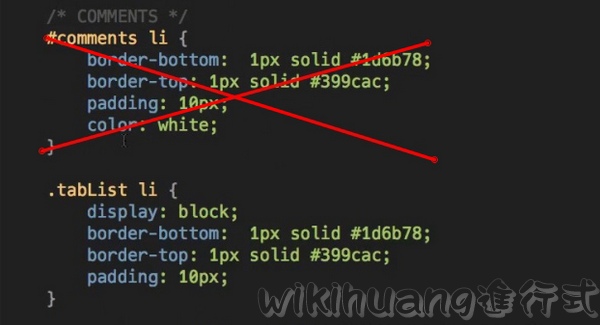 /* COMMENTS */
#comments li {
border-bottom:  1px solid #1d6b78;
border-top: 1px solid #399cac;
padding: 10px;
color: white;
}
.tabList li {
display: block;
border-bottom:  1px solid #1d6b78;
border-top: 1px solid #399cac;
padding: 10px;
}
wikihuang進行式